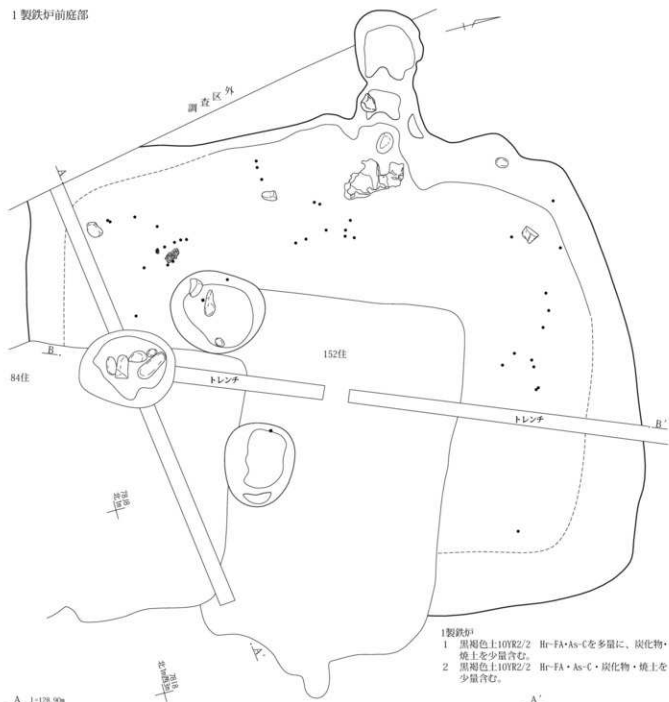 1 製鉄炉前庭部
調査区外
A
B
84住
152住
トレンチ
トレンチ
B'
A'
1製鉄炉
1 黒褐色土10YR2/2 Hr-FA・As-Cを多量に、炭化物・
焼土を少量含む。
2 黒褐色土10YR2/2 Hr-FA・As-C・炭化物・焼土を
少量含む。
A L=128.90m
A'